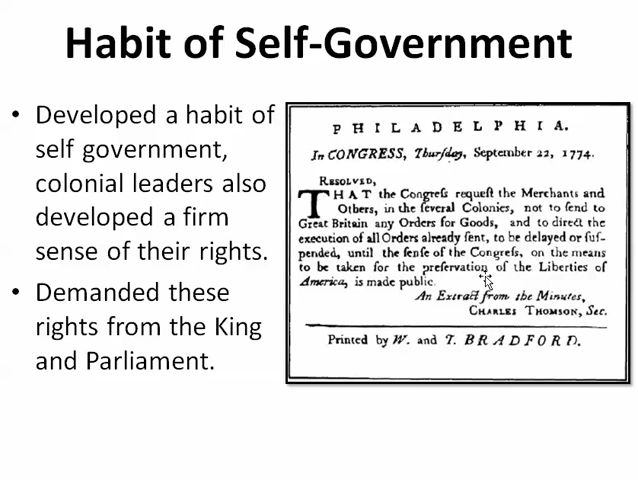 Habit of Self-Government
• Developed a habit of
self government,
colonial leaders also
developed a firm
sense of their rights.
• Demanded these
rights from the King
and Parliament.
PHILADELPHIA.
In CONGRESS, Thurſday, September 22, 1774.
RESOLVED,
THAT the Congreſs requeſt the Merchants and
Others, in the ſeveral Colonies, not to ſend to
Great Britain any Orders for Goods, and to direct the
execution of all Orders already ſent, to be delayed or ſuſ-
pended, until the ſenſe of the Congreſs, on the means
to be taken for the preſervation of the Liberties of
America, is made public.
An Extract from the Minutes,
CHARLES THOMSON, Sec.
Printed by W. and T. BRADFORD.